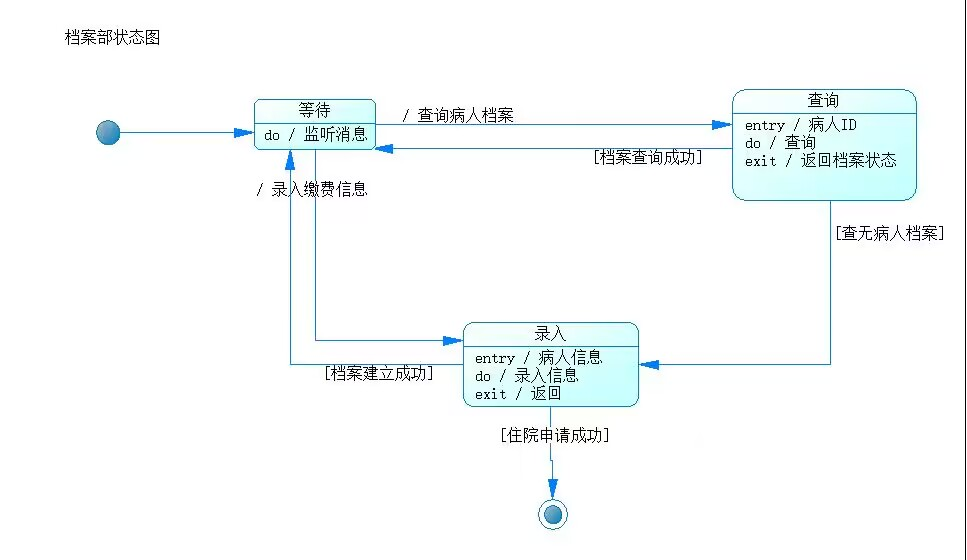 档案部状态图
等待
do / 监听消息
/ 查询病人档案
查询
entry / 病人ID
do / 查询
exit / 返回档案状态
[档案查询成功]
/ 录入缴费信息
[查无病人档案]
录入
entry / 病人信息
do / 录入信息
exit / 返回
[档案建立成功]
[住院申请成功]